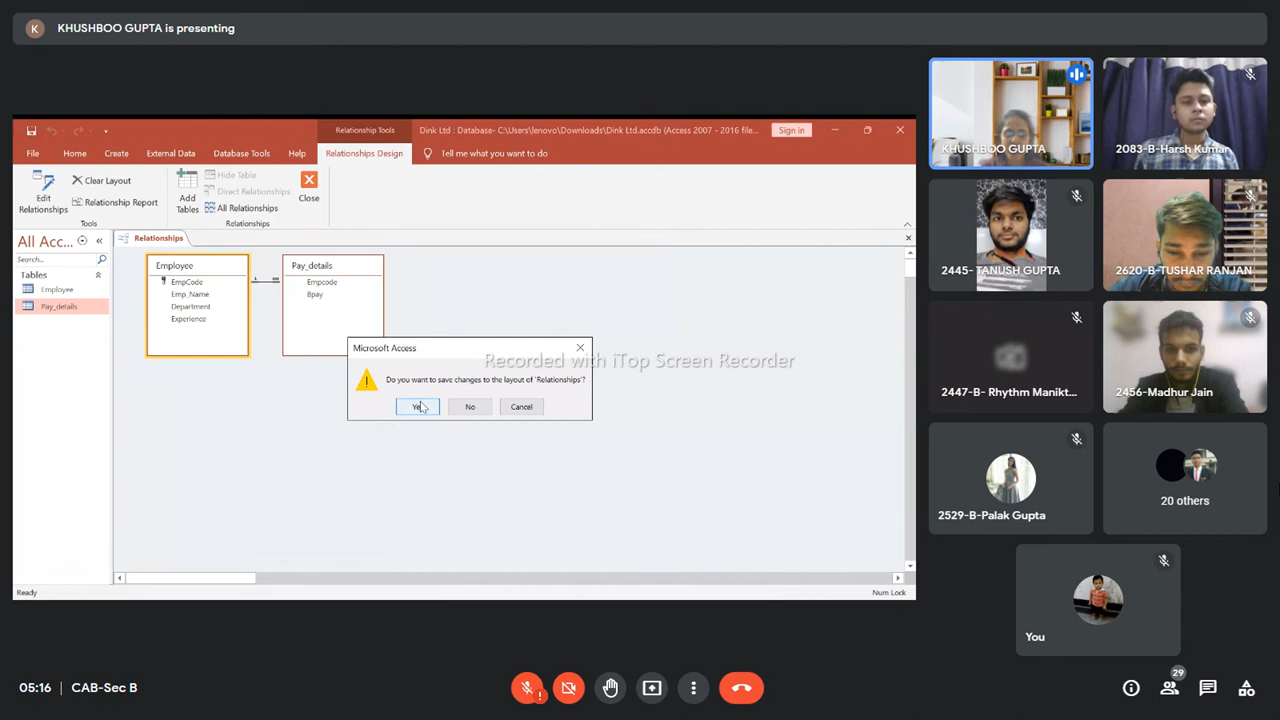 K KHUSHBOO GUPTA is presenting
Relationship Tools
Dink Ltd : Database- C:\Users\lenovo\Downloads\Dink Ltd.accdb (Access 2007 - 2016 file...
Sign in
File Home Create External Data Database Tools Help Relationships Design Tell me what you want to do
Edit Relationships
Clear Layout
Relationship Report
Tools
Add Tables
Hide Table
Direct Relationships
All Relationships
Relationships
Close
All Acc...
Search...
Tables
Employee
Pay_details
Relationships
Employee
EmpCode
Emp_Name
Department
Experience
Pay_details
Empcode
Bpay
Microsoft Access
Do you want to save changes to the layout of 'Relationships'?
No Cancel
Recorded with iTop Screen Recorder
Ready
Num Lock
KHUSHBOO GUPTA
2083-B-Harsh Kumar
2445- TANUSH GUPTA
2620-B-TUSHAR RANJAN
2447-B- Rhythm Manikt...
2456-Madhur Jain
2529-B-Palak Gupta
20 others
You
05:16 | CAB-Sec B
29